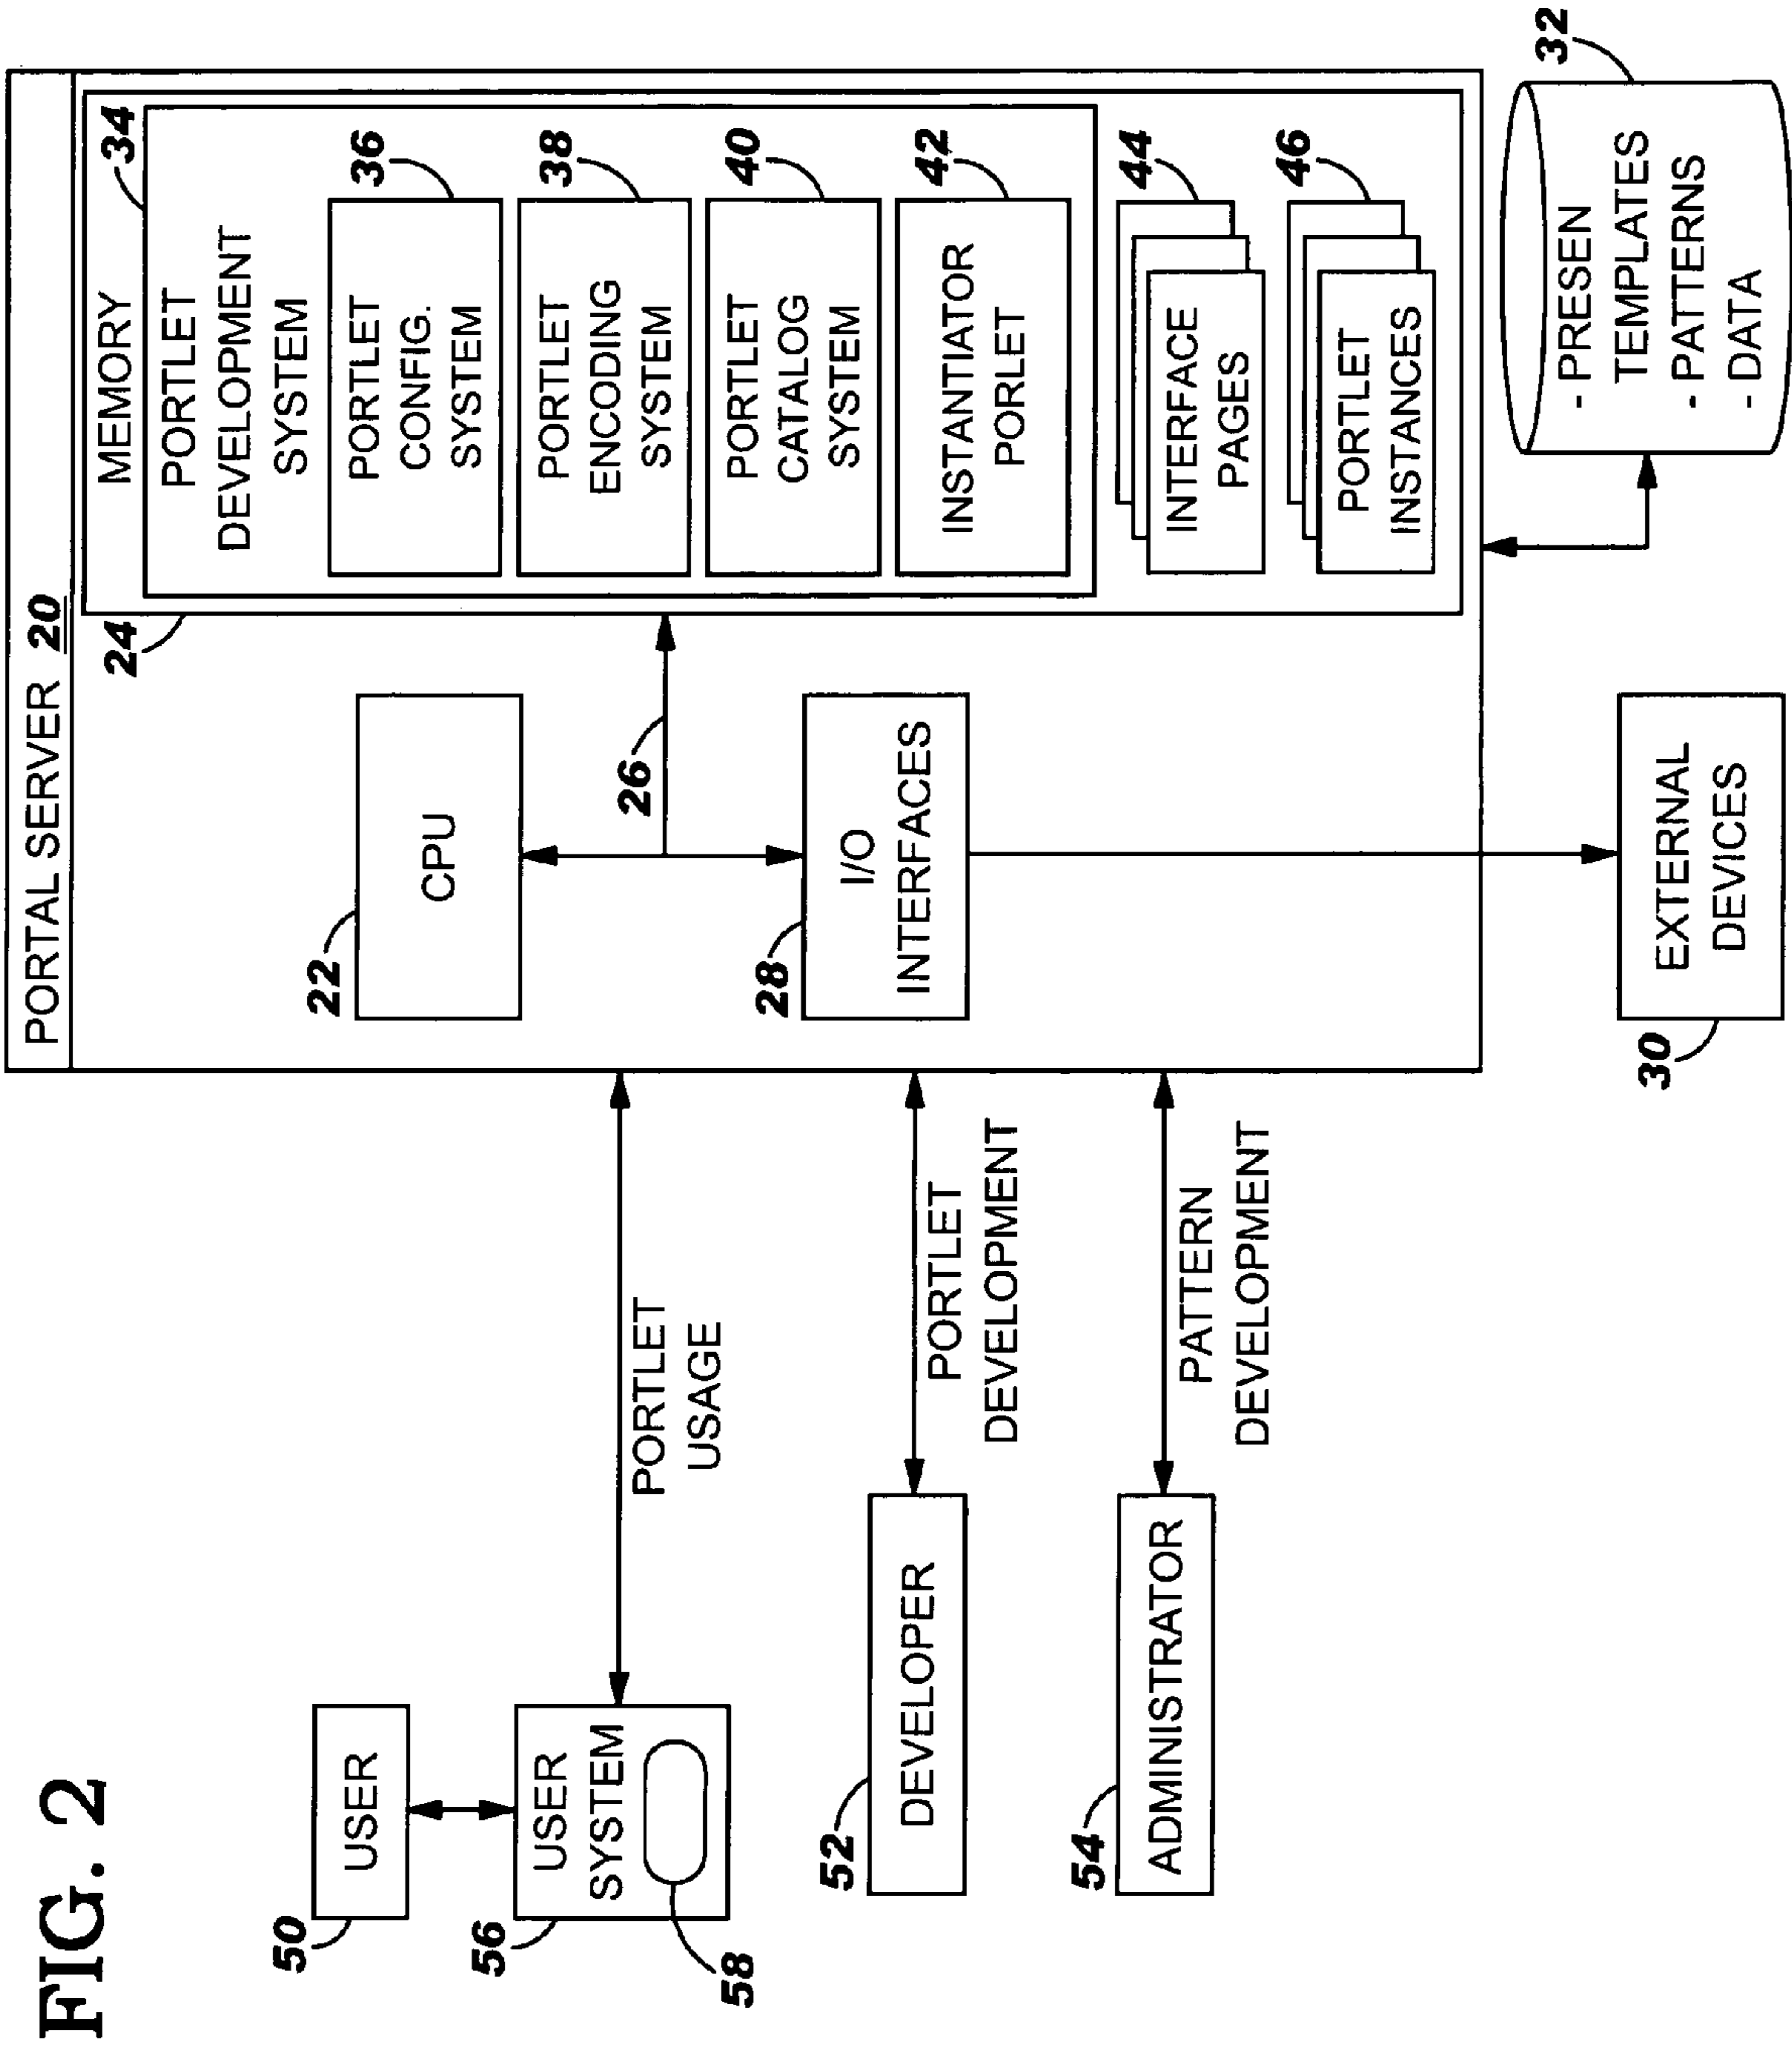 FIG. 2
PORTAL SERVER 20
50
USER
56
USER
SYSTEM
58
PORTLET
USAGE
52
DEVELOPER
PORTLET
DEVELOPMENT
54
ADMINISTRATOR
PATTERN
DEVELOPMENT
22
CPU
26
28
I/O
INTERFACES
30
EXTERNAL
DEVICES
24
MEMORY
34
PORTLET
DEVELOPMENT
SYSTEM
36
PORTLET
CONFIG.
SYSTEM
38
PORTLET
ENCODING
SYSTEM
40
PORTLET
CATALOG
SYSTEM
42
INSTANTIATOR
PORLET
44
INTERFACE
PAGES
46
PORTLET
INSTANCES
32
- PRESEN
TEMPLATES
- PATTERNS
- DATA